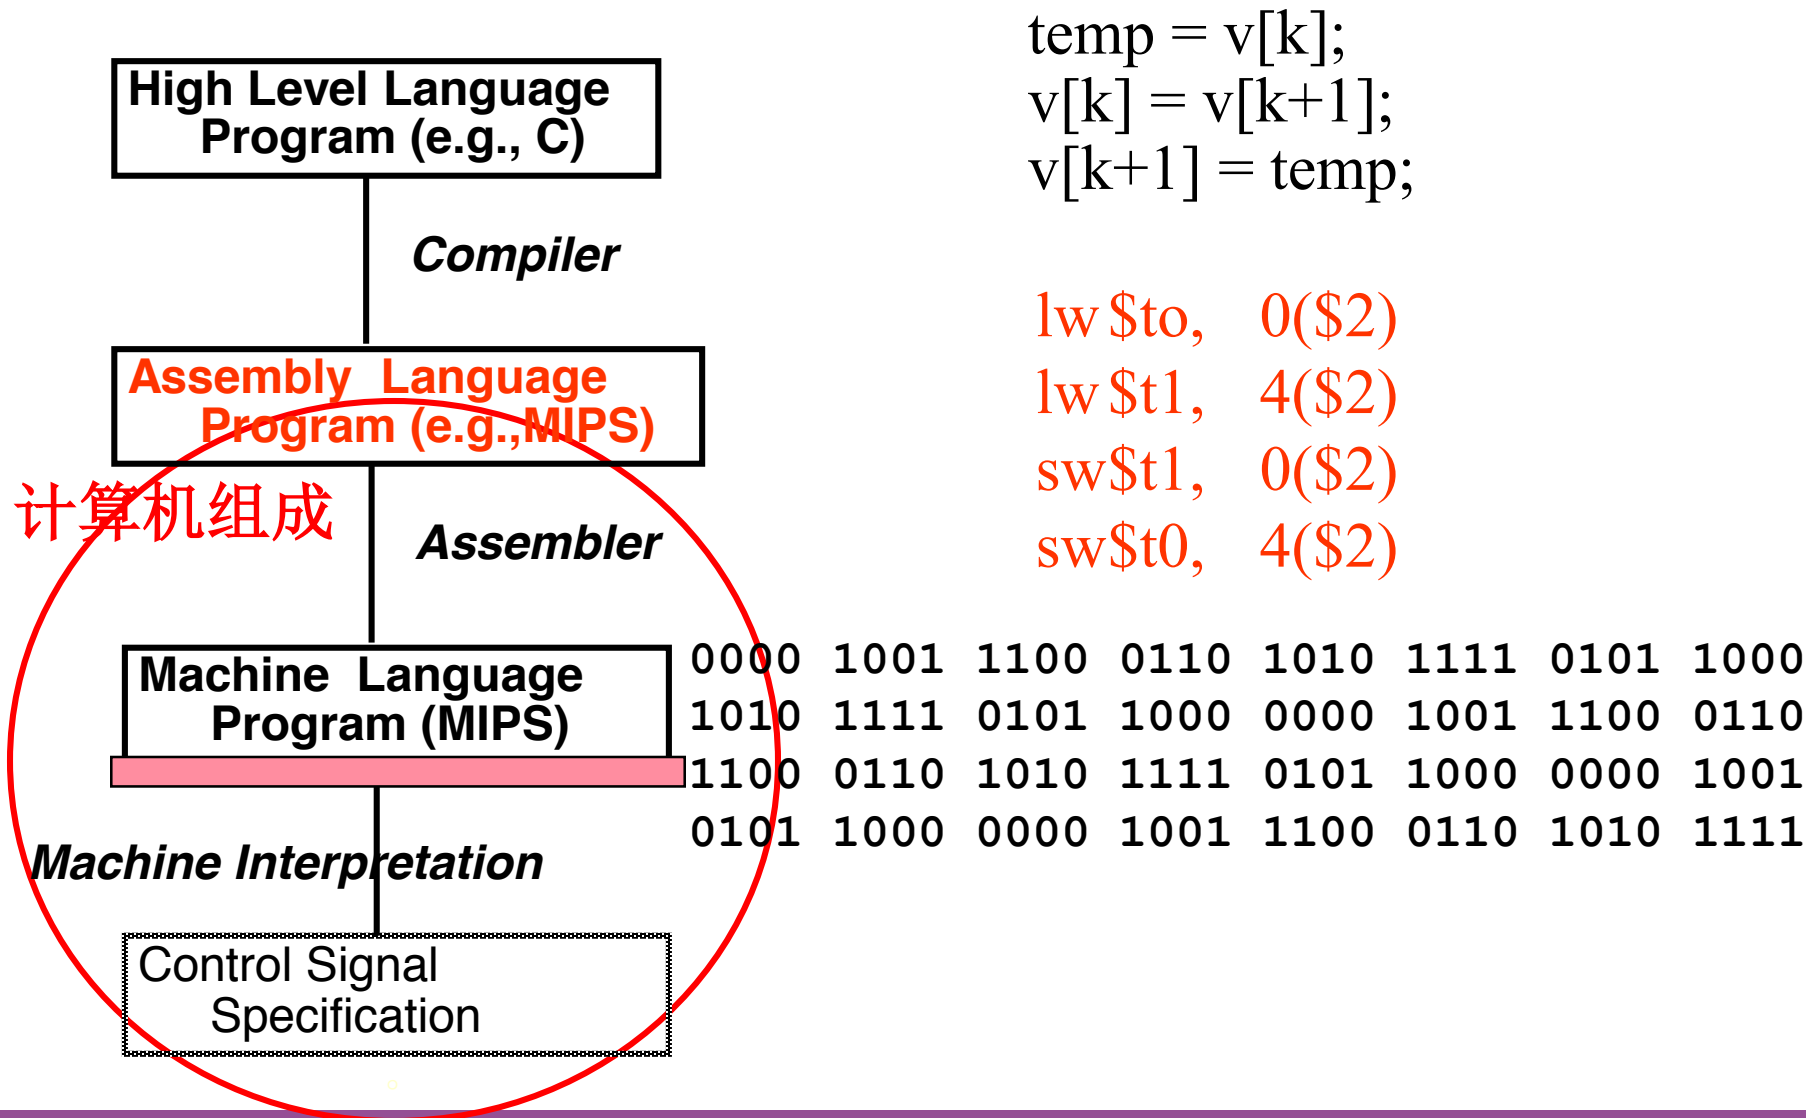 High Level Language
Program (e.g., C)
Compiler
Assembly Language
Program (e.g.,MIPS)
计算机组成
Assembler
Machine Language
Program (MIPS)
Machine Interpretation
Control Signal
Specification
temp = v[k];
v[k] = v[k+1];
v[k+1] = temp;
lw $to, 0($2)
lw $t1, 4($2)
sw$t1, 0($2)
sw$t0, 4($2)
0000 1001 1100 0110 1010 1111 0101 1000
1010 1111 0101 1000 0000 1001 1100 0110
1100 0110 1010 1111 0101 1000 0000 1001
0101 1000 0000 1001 1100 0110 1010 1111